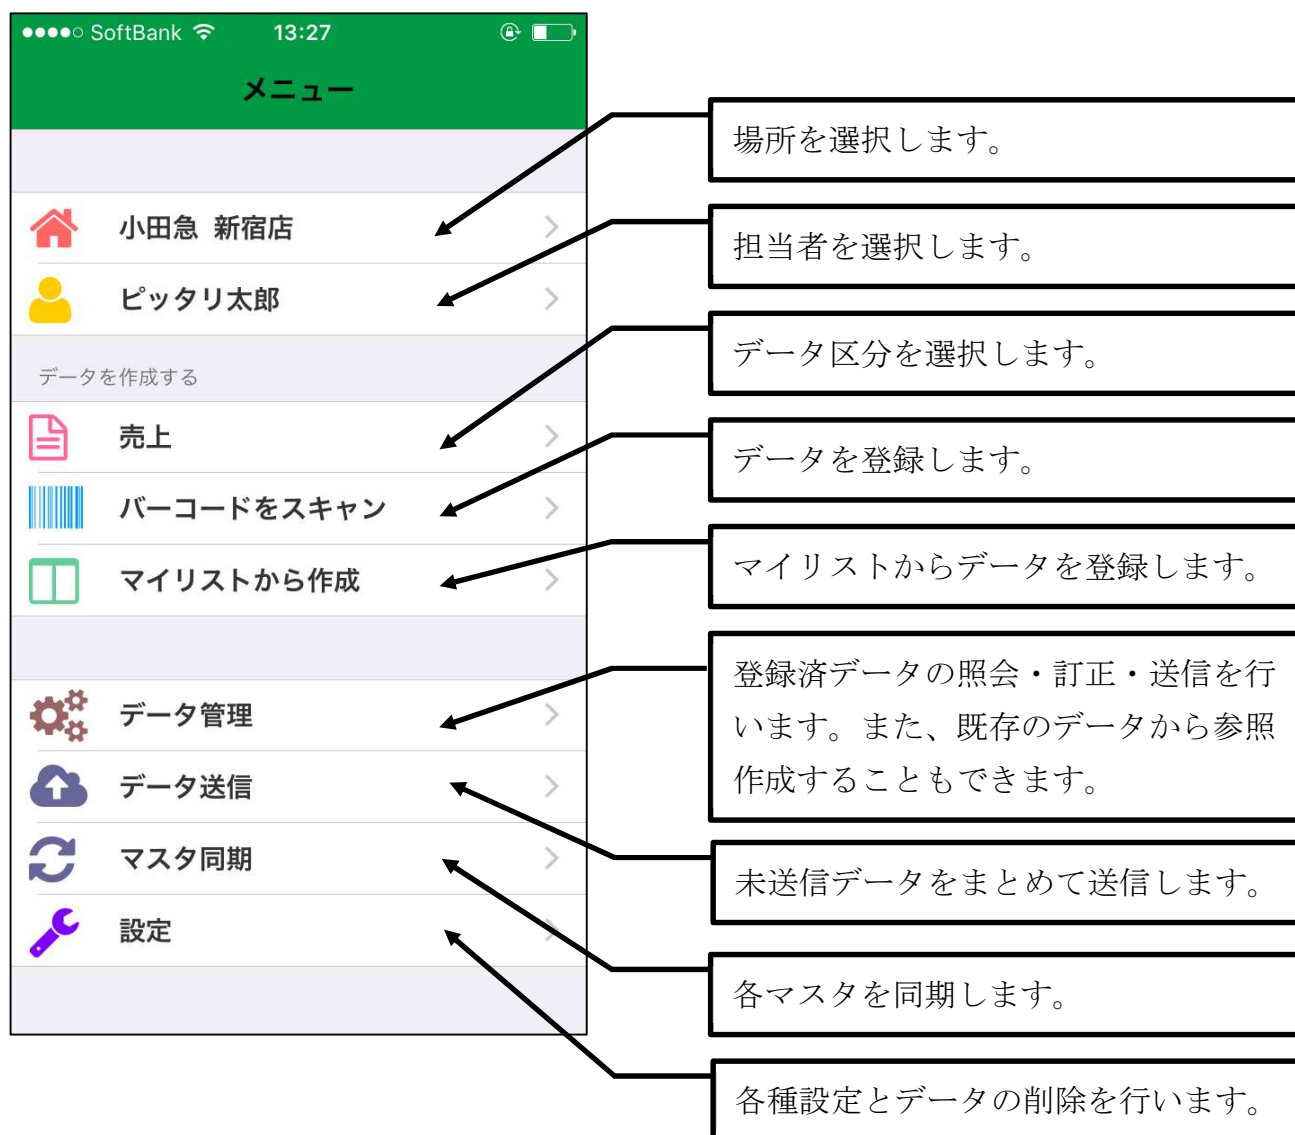 ●●●●○ SoftBank 13:27
メニュー
場所を選択します。
小田急 新宿店
担当者を選択します。
ピッタリ太郎
データ区分を選択します。
データを作成する
売上
データを登録します。
バーコードをスキャン
マイリストからデータを登録します。
マイリストから作成
登録済データの照会・訂正・送信を行
います。また、既存のデータから参照
作成することもできます。
データ管理
データ送信
未送信データをまとめて送信します。
マスタ同期
各マスタを同期します。
設定
各種設定とデータの削除を行います。